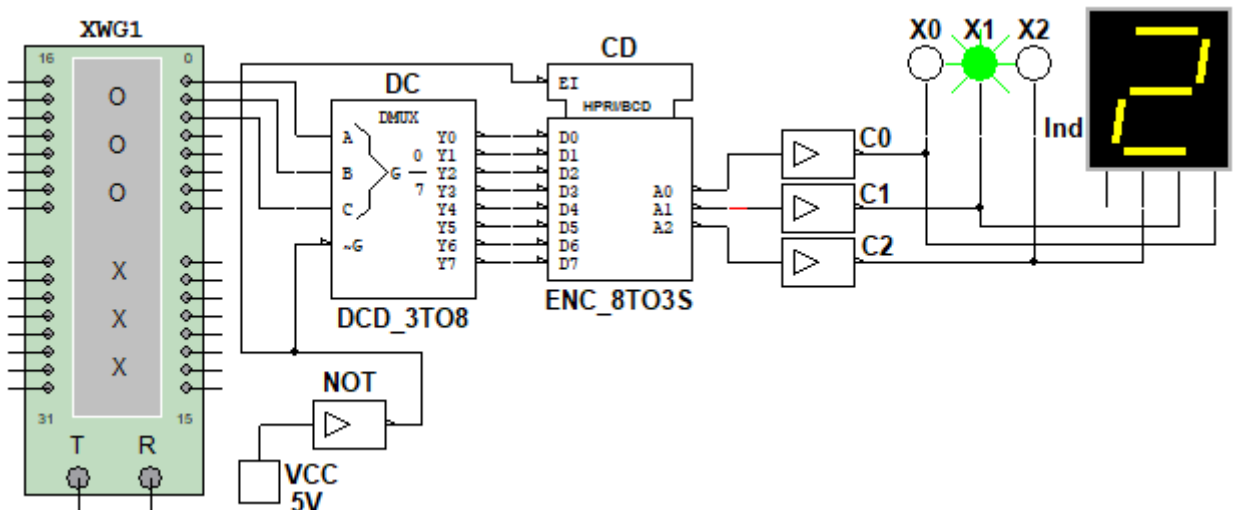 XWG1
16 0
O
O
O
X
X
X
31 15
T R
DC
DMUX
A
B
C
~G
G 0
7
Y0
Y1
Y2
Y3
Y4
Y5
Y6
Y7
DCD_3TO8
NOT
VCC
5V
CD
EI
HPRI/BCD
D0
D1
D2
D3
D4
D5
D6
D7
A0
A1
A2
ENC_8TO3S
C0
C1
C2
X0 X1 X2
Ind
2